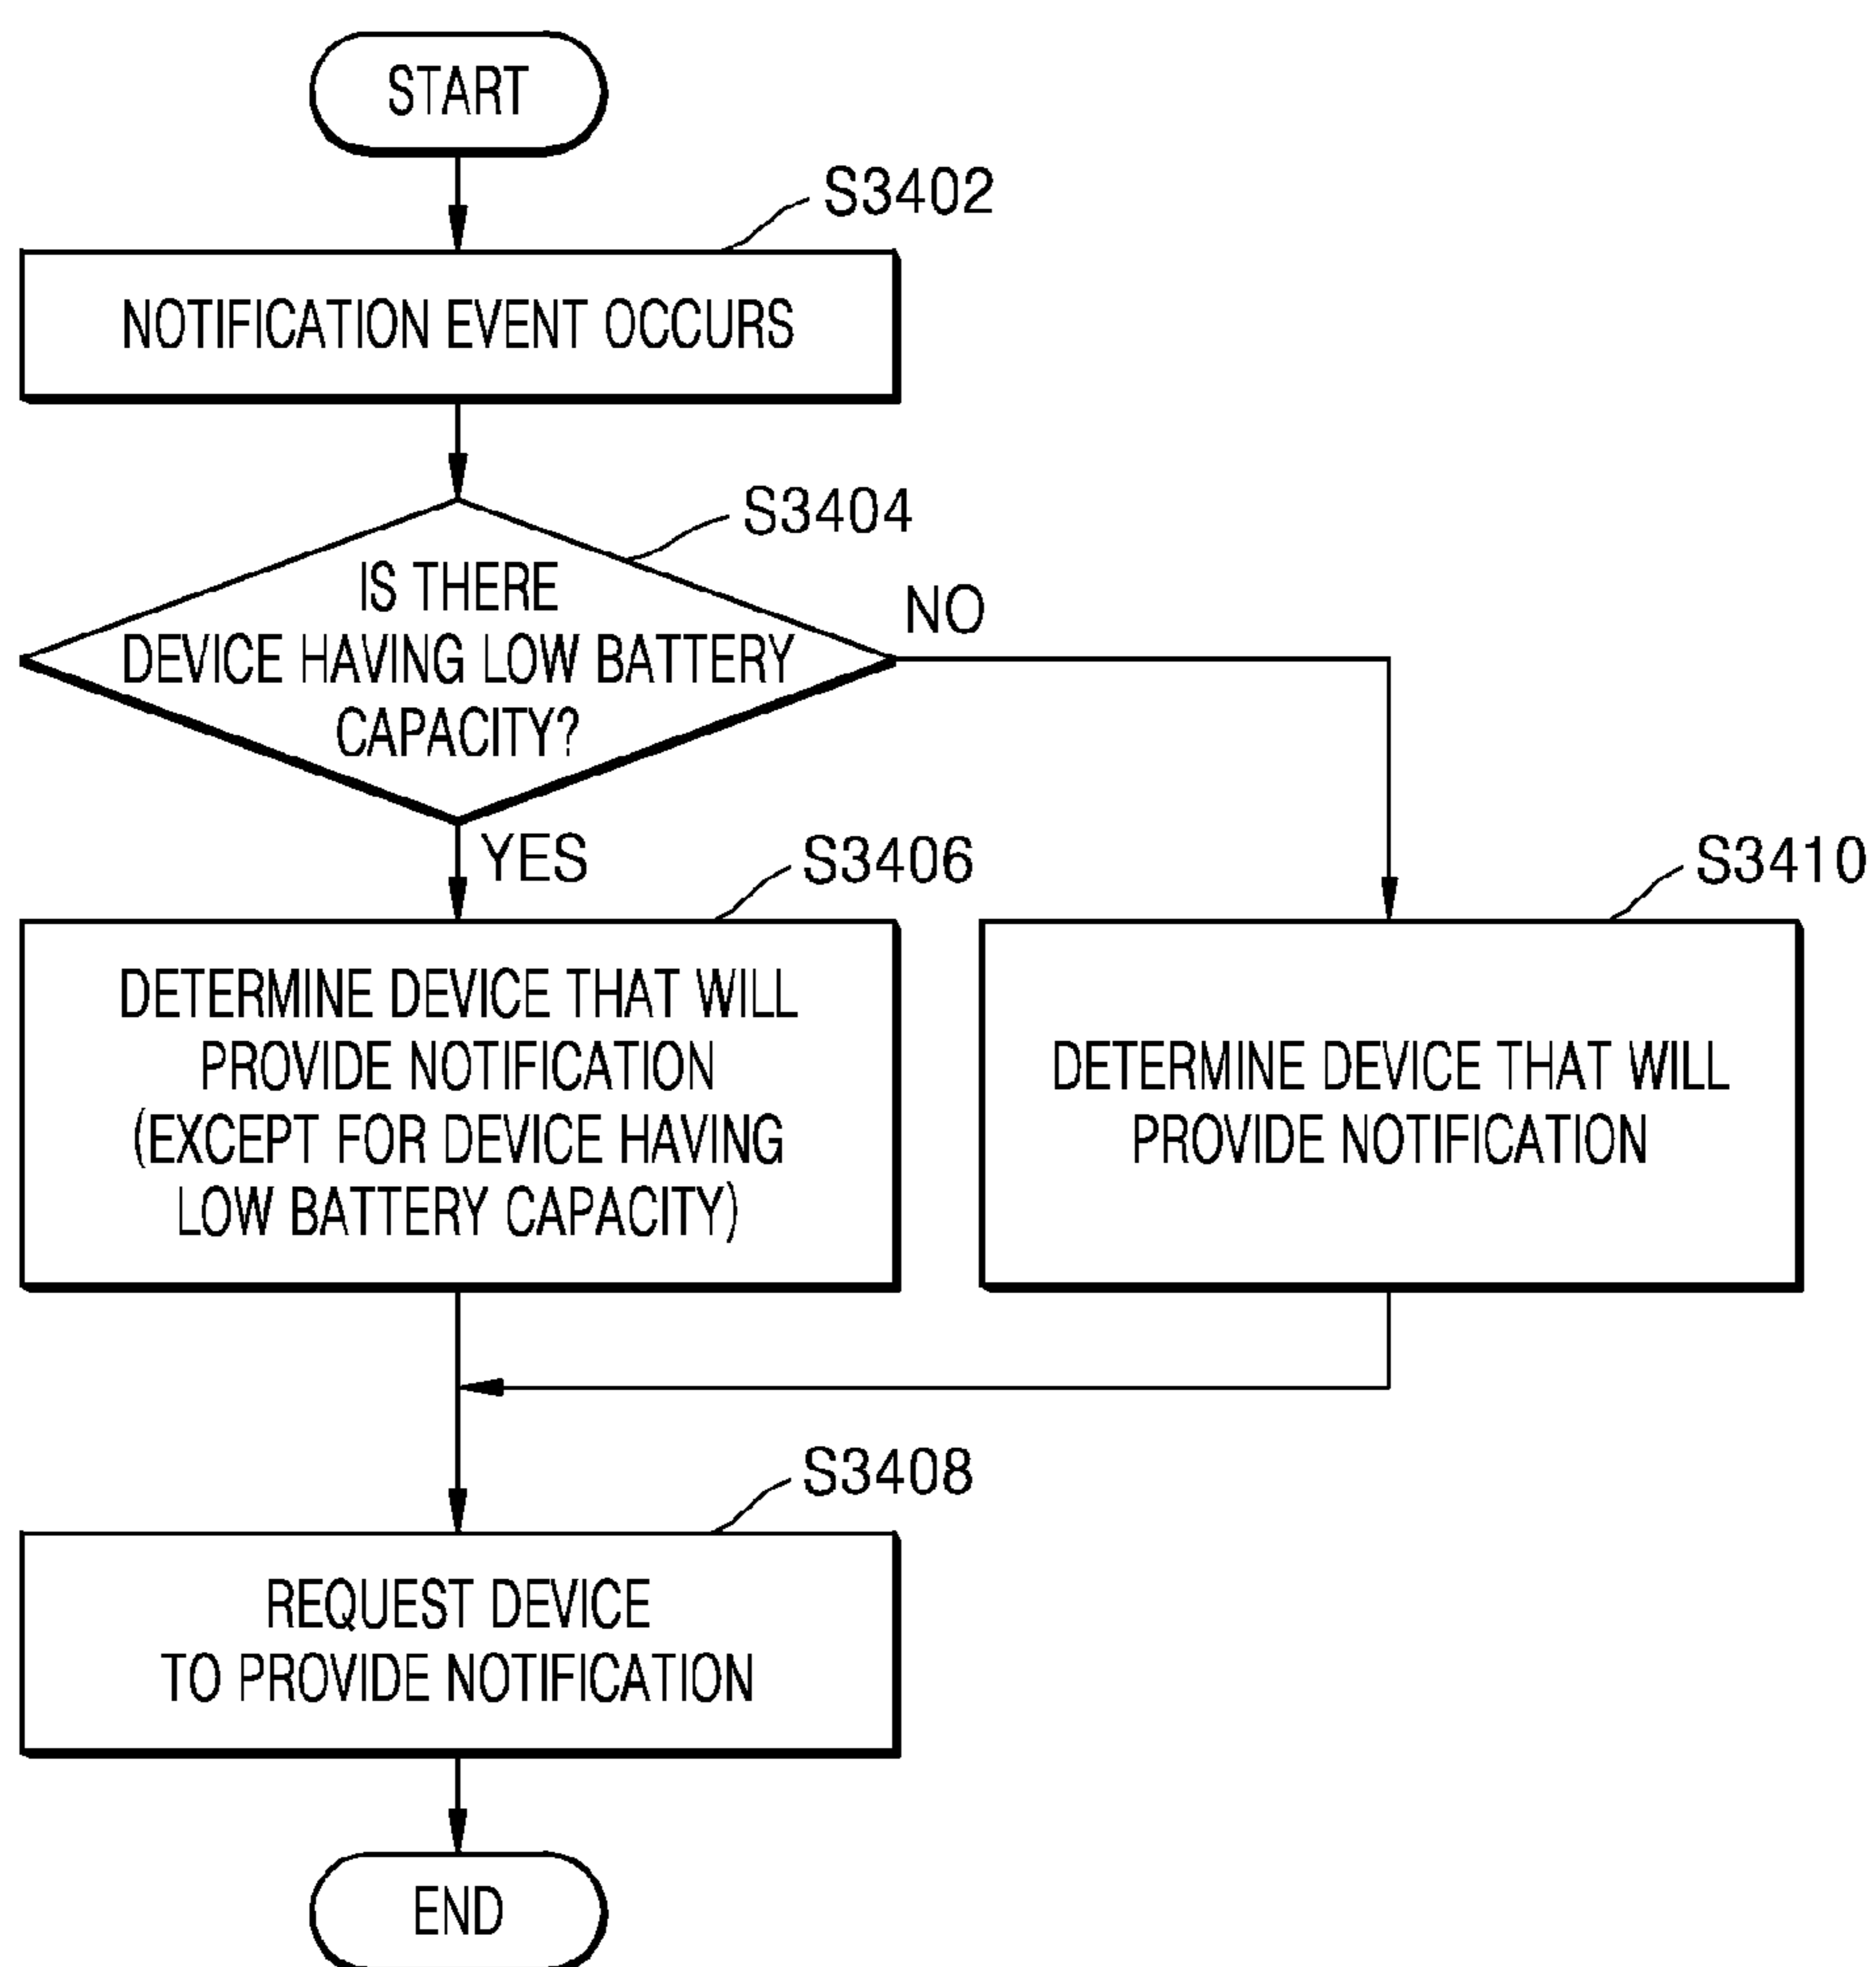 START
S3402
NOTIFICATION EVENT OCCURS
S3404
IS THERE
DEVICE HAVING LOW BATTERY
CAPACITY?
NO
YES
S3406
DETERMINE DEVICE THAT WILL
PROVIDE NOTIFICATION
(EXCEPT FOR DEVICE HAVING
LOW BATTERY CAPACITY)
S3410
DETERMINE DEVICE THAT WILL
PROVIDE NOTIFICATION
S3408
REQUEST DEVICE
TO PROVIDE NOTIFICATION
END